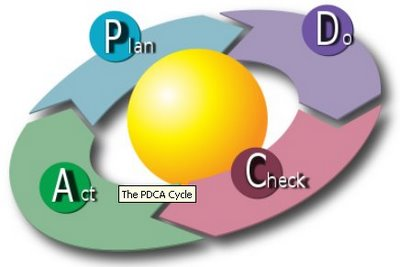 Plan
Do
Check
Act
The PDCA Cycle